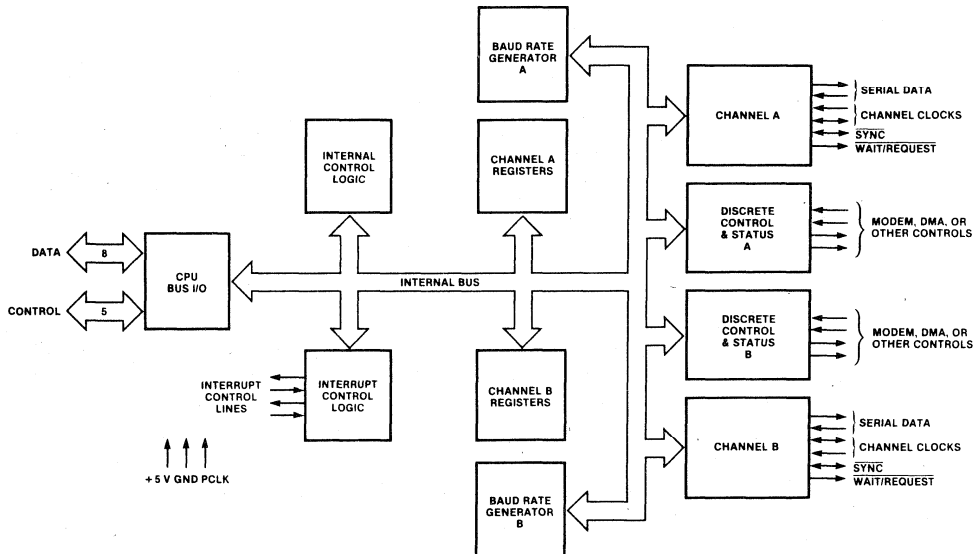 BAUD RATE
GENERATOR
A
INTERNAL
CONTROL
LOGIC
CHANNEL A
REGISTERS
CHANNEL A
SERIAL DATA
CHANNEL CLOCKS
SYNC
WAIT/REQUEST
DISCRETE
CONTROL
& STATUS
A
MODEM, DMA, OR
OTHER CONTROLS
DATA
8
CPU
BUS I/O
INTERNAL BUS
CONTROL
5
DISCRETE
CONTROL
& STATUS
B
MODEM, DMA, OR
OTHER CONTROLS
INTERRUPT
CONTROL
LINES
INTERRUPT
CONTROL
LOGIC
CHANNEL B
REGISTERS
CHANNEL B
SERIAL DATA
CHANNEL CLOCKS
SYNC
WAIT/REQUEST
+5 V GND PCLK
BAUD RATE
GENERATOR
B